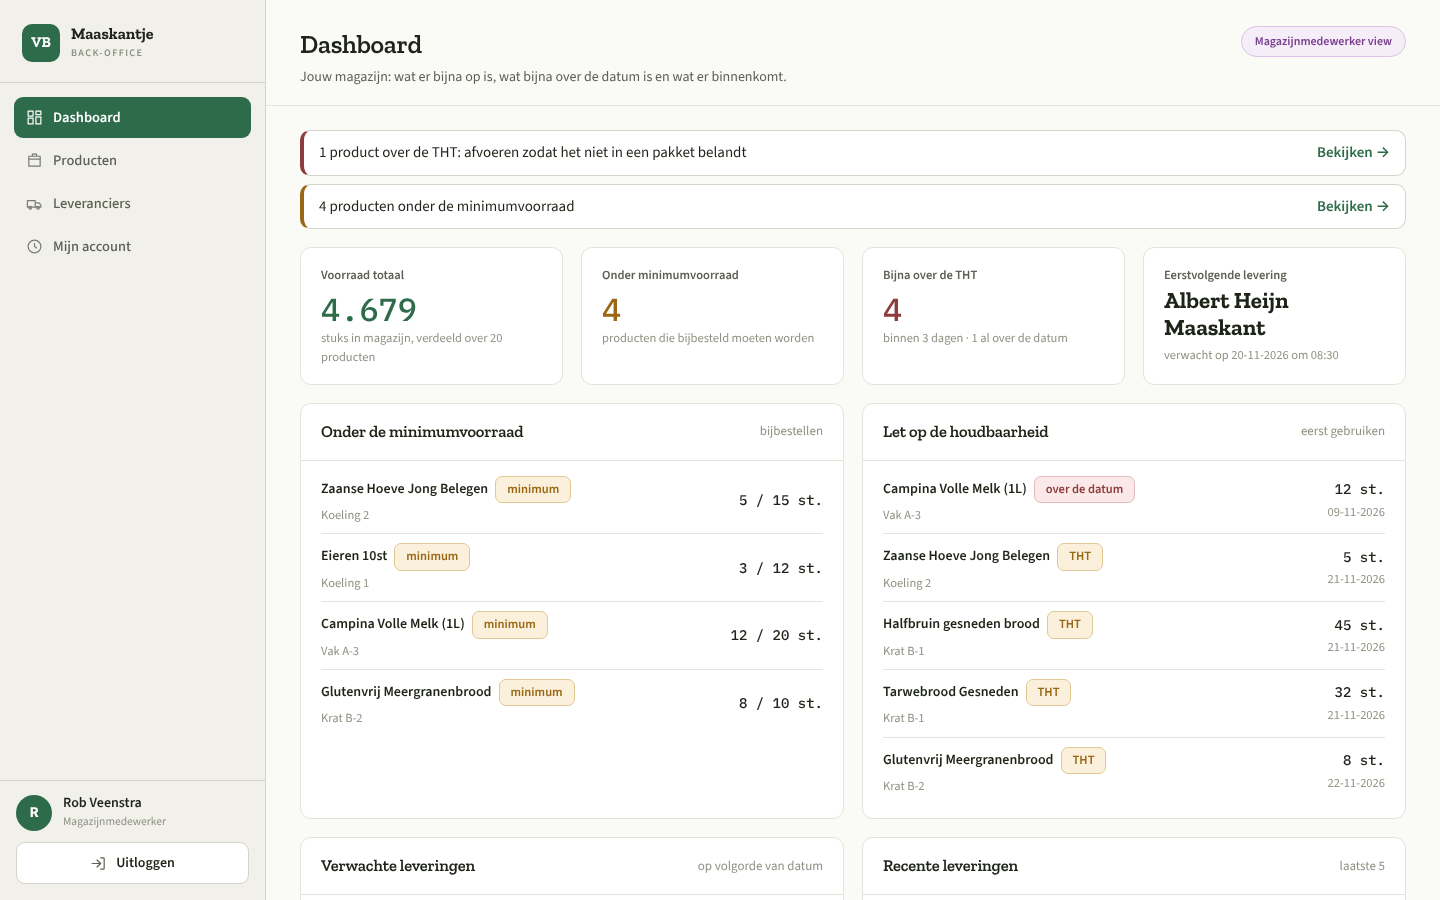 VB
Maaskantje
BACK-OFFICE
Dashboard
Producten
Leveranciers
Mijn account
Rob Veenstra
R
Magazijnmedewerker
Uitloggen
Dashboard
Magazijnmedewerker view
Jouw magazijn: wat er bijna op is, wat bijna over de datum is en wat er binnenkomt.
1 product over de THT: afvoeren zodat het niet in een pakket belandt
Bekijken →
4 producten onder de minimumvoorraad
Bekijken →
Voorraad totaal
4.679
stuks in magazijn, verdeeld over 20
producten
Onder minimumvoorraad
4
producten die bijbesteld moeten worden
Bijna over de THT
4
binnen 3 dagen · 1 al over de datum
Eerstvolgende levering
Albert Heijn
Maaskant
verwacht op 20-11-2026 om 08:30
Onder de minimumvoorraad
bijbestellen
Zaanse Hoeve Jong Belegen minimum
5 / 15 st.
Koeling 2
Eieren 10st minimum
3 / 12 st.
Koeling 1
Campina Volle Melk (1L) minimum
12 / 20 st.
Vak A-3
Glutenvrij Meergranenbrood minimum
8 / 10 st.
Krat B-2
Let op de houdbaarheid
eerst gebruiken
Campina Volle Melk (1L) over de datum
12 st.
Vak A-3
09-11-2026
Zaanse Hoeve Jong Belegen THT
5 st.
Koeling 2
21-11-2026
Halfbruin gesneden brood THT
45 st.
Krat B-1
21-11-2026
Tarwebrood Gesneden THT
32 st.
Krat B-1
21-11-2026
Glutenvrij Meergranenbrood THT
8 st.
Krat B-2
22-11-2026
Verwachte leveringen
op volgorde van datum
Recente leveringen
laatste 5